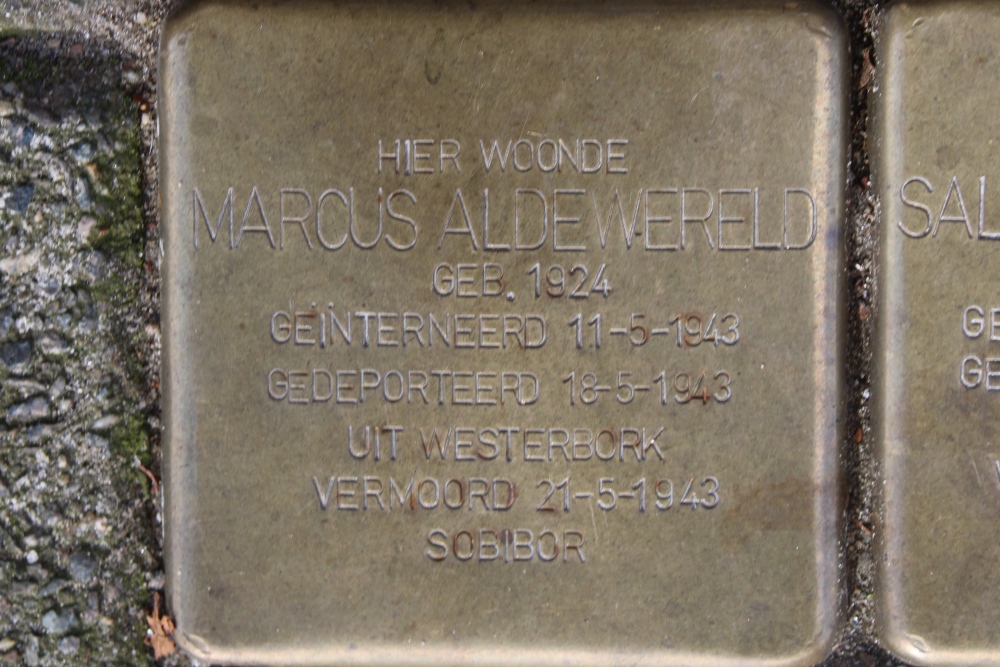 HIER WOONDE
MARCUS ALDEWERELD
GEB. 1924
GEÏNTERNEERD 11-5-1943
GEDEPORTEERD 18-5-1943
UIT WESTERBORK
VERMOORD 21-5-1943
SOBIBOR